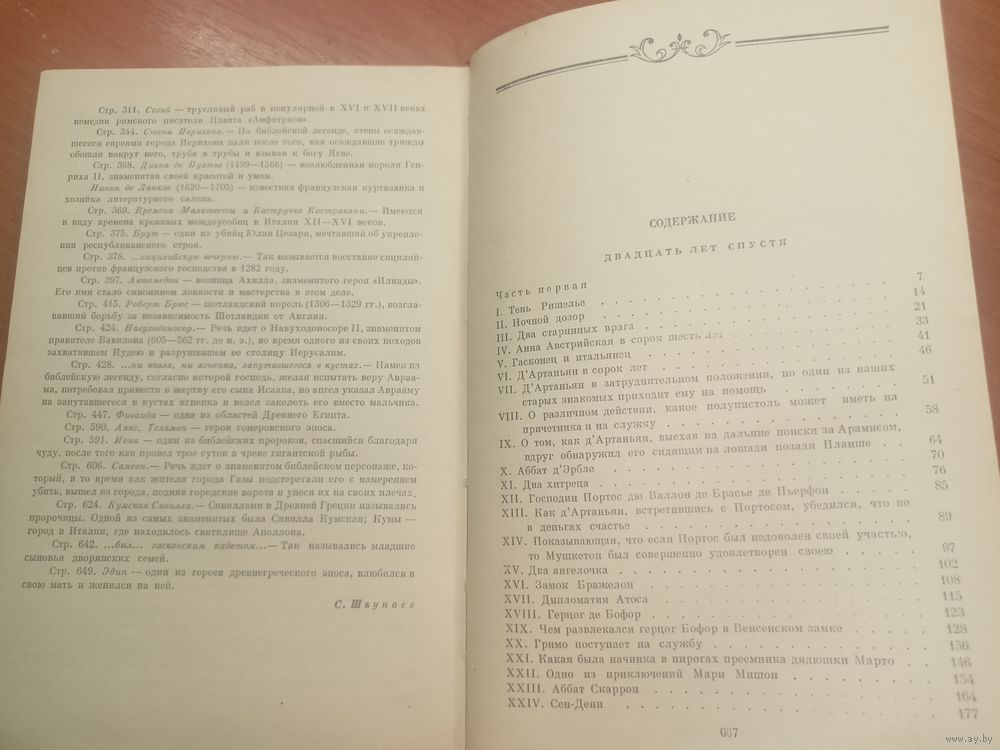 Стр. 311. Созий — трусливый раб в популярной в XVI и XVII веках
комедии римского писателя Плавта «Амфитрион».
Стр. 344. Стены Иерихона.— По библейской легенде, стены осаждав-
шегося евреями города Иерихона пали после того, как осаждавшие трижды
обошли вокруг него, трубя в трубы и взывая к богу Ягве.
Стр. 368. Диана де Пуатье (1499—1566) — возлюбленная короля Ген-
риха II, знаменитая своей красотой и умом.
Нинон де Ланкло (1620—1705) — известная французская куртизанка и
хозяйка литературного салона.
Стр. 369. Времена Малатесты и Каструччо Кастракани.— Имеются
в виду времена кровавых междоусобиц в Италии XII—XVI веков.
Стр. 375. Брут — один из убийц Юлия Цезаря, мечтавший об укрепле-
нии республиканского строя.
Стр. 378. ...сицилийскую вечерню.— Так называется восстание сицилий-
цев против французского господства в 1282 году.
Стр. 397. Автомедон — возница Ахилла, знаменитого героя «Илиады».
Его имя стало синонимом ловкости и мастерства в этом деле.
Стр. 415. Роберт Брюс — шотландский король (1306—1329 гг.), возгла-
вивший борьбу за независимость Шотландии от Англии.
Стр. 424. Навуходоносор.— Речь идет о Навуходоносоре II, знаменитом
правителе Вавилона (605—562 гг. до н. э.), во время одного из своих походов
захватившем Иудею и разрушившем ее столицу Иерусалим.
Стр. 428. ...ни козла, ни ягненка, запутавшегося в кустах.— Намек на
библейскую легенду, согласно которой господь, желая испытать веру Авраа-
ма, потребовал принести в жертву его сына Исаака, но ангел указал Аврааму
на запутавшегося в кустах ягненка и велел заколоть его вместо мальчика.
Стр. 447. Фиваида — одна из областей Древнего Египта.
Стр. 590. Аякс, Теламон — герои гомеровского эпоса.
Стр. 591. Иона — один из библейских пророков, спасшийся благодаря
чуду, после того как провел трое суток в чреве гигантской рыбы.
Стр. 606. Самсон.— Речь идет о знаменитом библейском персонаже, ко-
торый, в то время как жители города Газы подстерегали его с намерением
убить, вышел из города, подняв городские ворота и унеся их на своих плечах.
Стр. 624. Кумская Сивилла.— Сивиллами в Древней Греции назывались
пророчицы. Одной из самых знаменитых была Сивилла Кумская; Кумы —
город в Италии, где находилось святилище Аполлона.
Стр. 642. ...был... гасконским кадетом...— Так назывались младшие
сыновья дворянских семей.
Стр. 649. Эдип — один из героев древнегреческого эпоса, влюбился в
свою мать и женился на ней.
С. Шкунаев
СОДЕРЖАНИЕ
ДВАДЦАТЬ ЛЕТ СПУСТЯ
Часть первая
I. Тень Ришелье . . . 7
II. Ночной дозор . . . 14
III. Два старинных врага . . . 21
IV. Анна Австрийская в сорок шесть лет . . . 33
V. Гасконец и итальянец . . . 41
VI. Д'Артаньян в сорок лет . . . 46
VII. Д'Артаньян в затруднительном положении, но один из наших
старых знакомых приходит ему на помощь . . . 51
VIII. О различном действии, какое полупистоль может иметь на
причетника и на служку . . . 58
IX. О том, как д'Артаньян, выехав на дальние поиски за Арамисом,
вдруг обнаружил его сидящим на лошади позади Планше . . . 64
X. Аббат д'Эрбле . . . 70
XI. Два хитреца . . . 76
XII. Господин Портос дю Валлон де Брасье де Пьерфон . . . 85
XIII. Как д'Артаньян, встретившись с Портосом, убедился, что не
в деньгах счастье . . . 89
XIV. Показывающая, что если Портос был недоволен своей участью,
то Мушкетон был совершенно удовлетворен своею . . . 97
XV. Два ангелочка . . . 102
XVI. Замок Бражелон . . . 108
XVII. Дипломатия Атоса . . . 115
XVIII. Герцог де Бофор . . . 123
XIX. Чем развлекался герцог Бофор в Венсенском замке . . . 128
XX. Гримо поступает на службу . . . 136
XXI. Какая была начинка в пирогах преемника дядюшки Марто . . . 146
XXII. Одно из приключений Мари Мишон . . . 154
XXIII. Аббат Скаррон . . . 164
XXIV. Сен-Дени . . . 177
667
www.ay.by